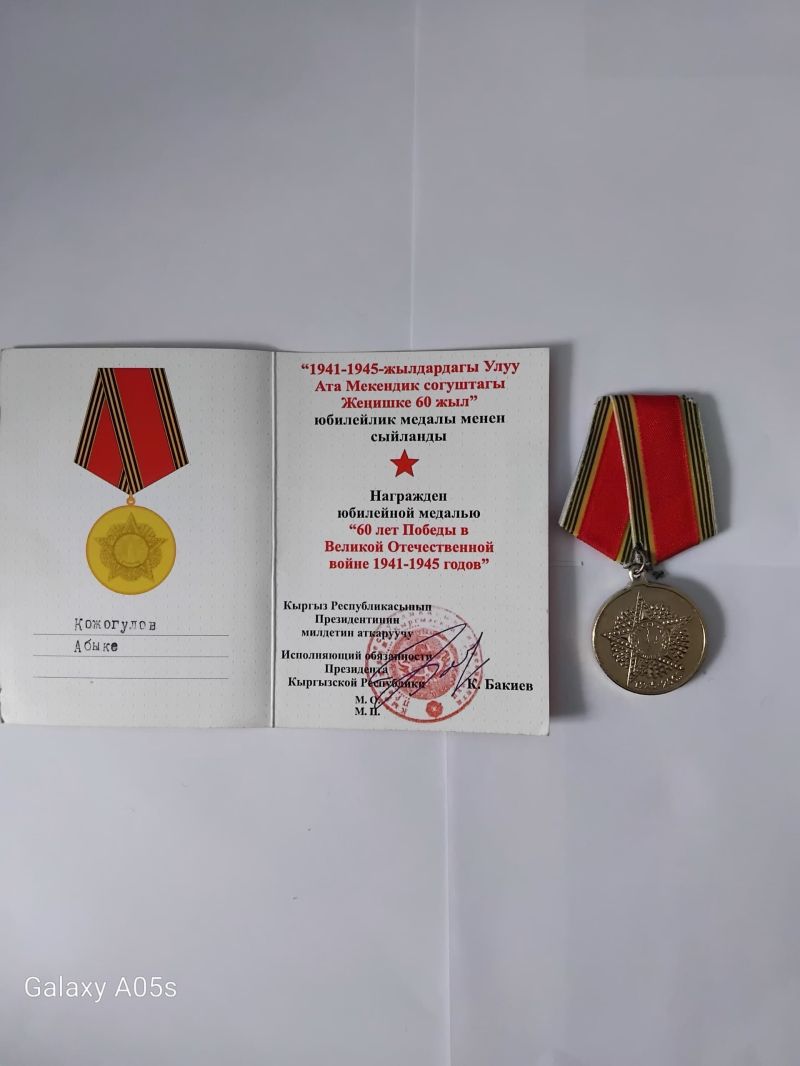 Кожогулов
Абыке
“1941-1945-жылдардагы Улуу
Ата Мекендик согуштагы
Жеңишке 60 жыл”
юбилейлик медалы менен
сыйланды
Награжден
юбилейной медалью
“60 лет Победы в
Великой Отечественной
войне 1941-1945 годов”
Кыргыз Республикасынын
Президентинин
милдетин аткаруучу
Исполняющий обязанности
Президента
Кыргызской Республики
К. Бакиев
М. О.
М. П.
Galaxy A05s